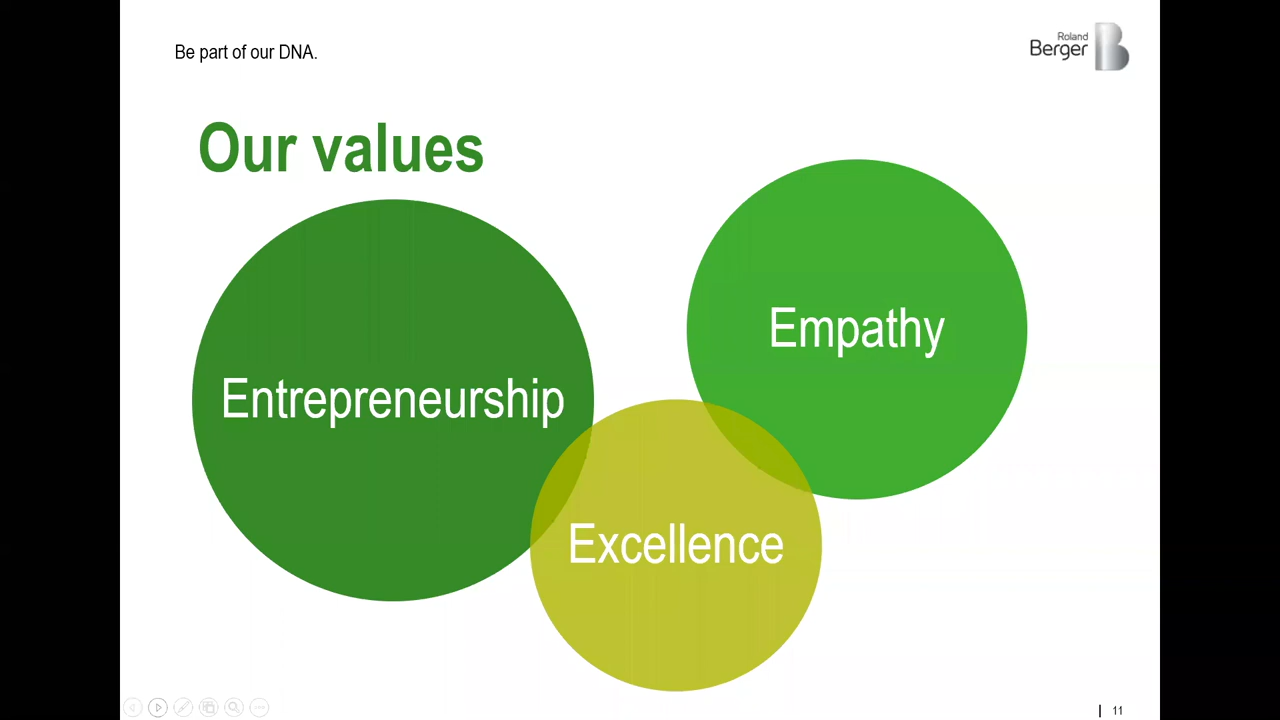 Be part of our DNA.
Roland
Berger
Our values
Empathy
Entrepreneurship
Excellence
11